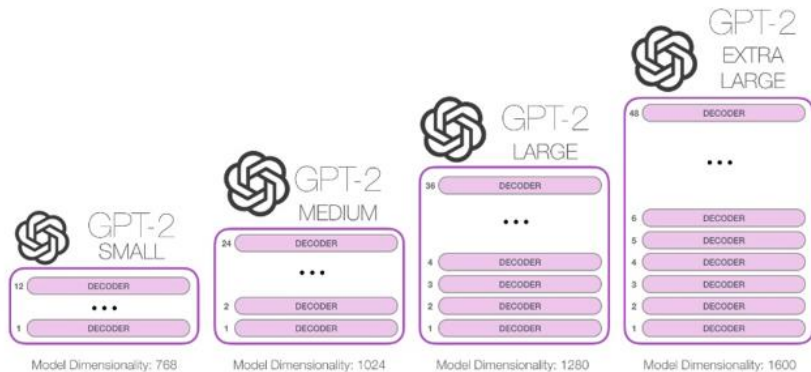 GPT-2
SMALL
12 DECODER
...
1 DECODER
Model Dimensionality: 768
GPT-2
MEDIUM
24 DECODER
...
2 DECODER
1 DECODER
Model Dimensionality: 1024
GPT-2
LARGE
36 DECODER
...
4 DECODER
3 DECODER
2 DECODER
1 DECODER
Model Dimensionality: 1280
GPT-2
EXTRA
LARGE
48 DECODER
...
6 DECODER
5 DECODER
4 DECODER
3 DECODER
2 DECODER
1 DECODER
Model Dimensionality: 1600